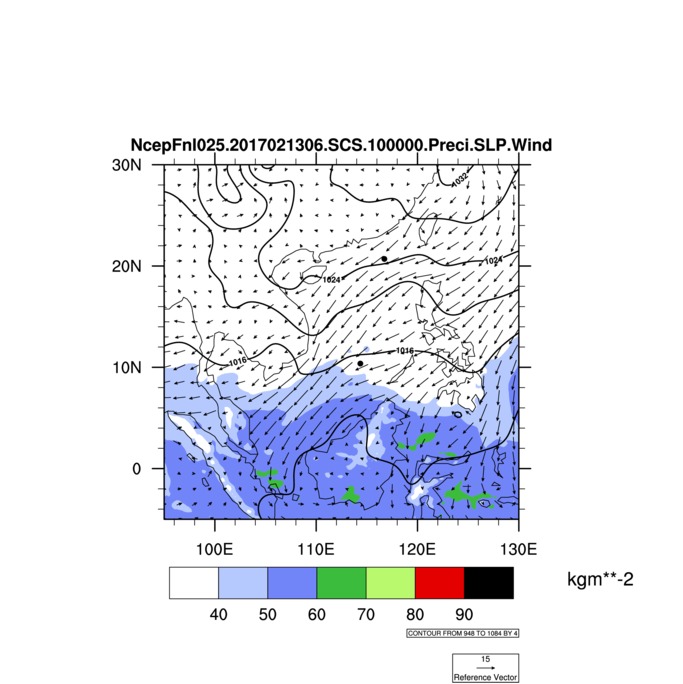 NcepFnl025.2017021306.SCS.100000.Preci.SLP.Wind
30N
1032
1024
20N
1024
1016
1016
10N
0
100E 110E 120E 130E
kgm**-2
40 50 60 70 80 90
CONTOUR FROM 948 TO 1084 BY 4
15
Reference Vector